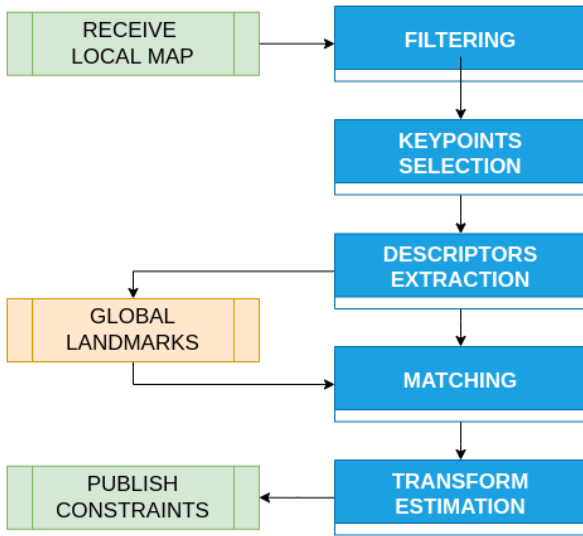 RECEIVE
LOCAL MAP
FILTERING
KEYPOINTS
SELECTION
DESCRIPTORS
EXTRACTION
GLOBAL
LANDMARKS
MATCHING
TRANSFORM
ESTIMATION
PUBLISH
CONSTRAINTS